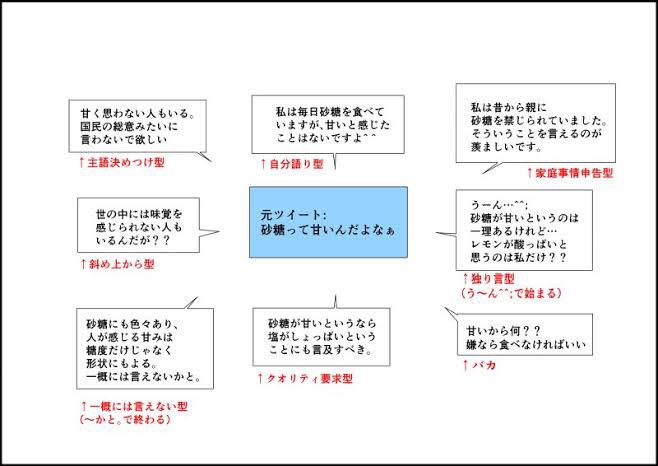 甘く思わない人もいる。
国民の総意みたいに
言わないで欲しい
↑主語決めつけ型
私は毎日砂糖を食べて
いますが、甘いと感じた
ことはないですよ^ ^
↑自分語り型
私は昔から親に
砂糖を禁じられていました。
そういうことを言えるのが
羨ましいです。
↑家庭事情申告型
世の中には味覚を
感じられない人も
いるんだが？？
↑斜め上から型
元ツイート:
砂糖って甘いんだよなぁ
うーん…^^;
砂糖が甘いというのは
一理あるけれど…
レモンが酸っぱいと
思うのは私だけ？？
↑独り言型
（う〜ん^^;で始まる）
砂糖にも色々あり、
人が感じる甘みは
糖度だけじゃなく
形状にもよる。
一概には言えないかと。
↑一概には言えない型
（〜かと。で終わる）
砂糖が甘いというなら
塩がしょっぱいという
ことにも言及すべき。
↑クオリティ要求型
甘いから何？？
嫌なら食べなければいい
↑バカ